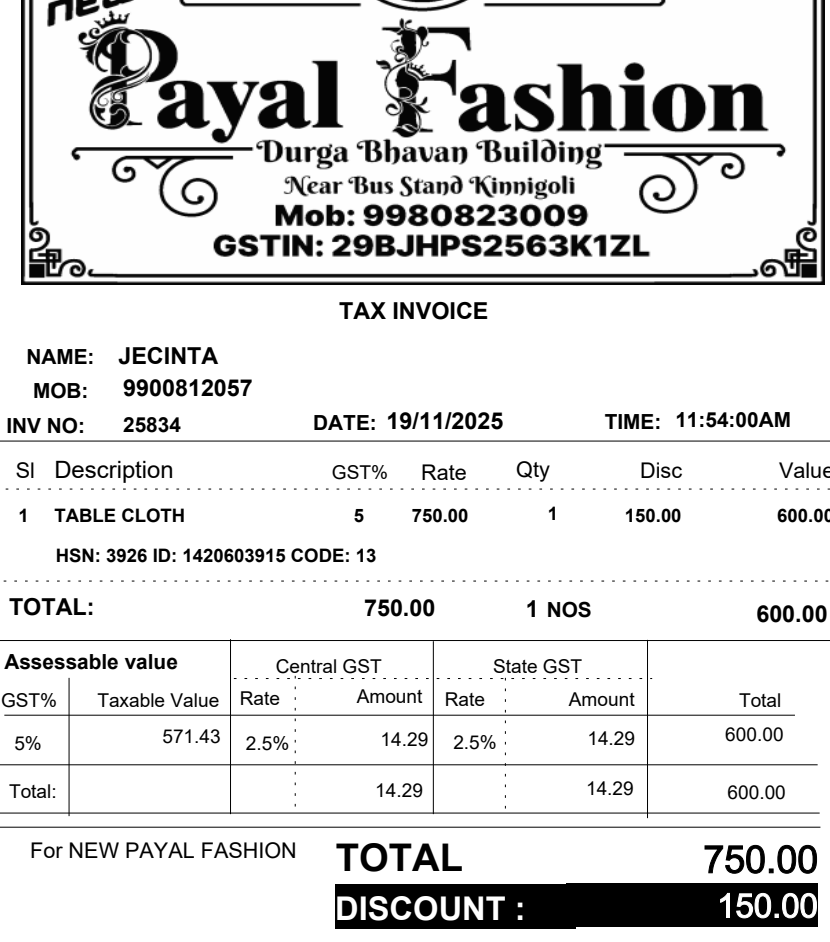 new
Payal Fashion
Durga Bhavan Building
Near Bus Stand Kinnigoli
Mob: 9980823009
GSTIN: 29BJHPS2563K1ZL
TAX INVOICE
NAME: JECINTA
MOB: 9900812057
INV NO: 25834 DATE: 19/11/2025 TIME: 11:54:00AM
Sl Description GST% Rate Qty Disc Value
1 TABLE CLOTH 5 750.00 1 150.00 600.00
HSN: 3926 ID: 1420603915 CODE: 13
TOTAL: 750.00 1 NOS 600.00
Assessable value Central GST State GST
GST% Taxable Value Rate Amount Rate Amount Total
5% 571.43 2.5% 14.29 2.5% 14.29 600.00
Total: 14.29 14.29 600.00
For NEW PAYAL FASHION TOTAL 750.00
DISCOUNT : 150.00